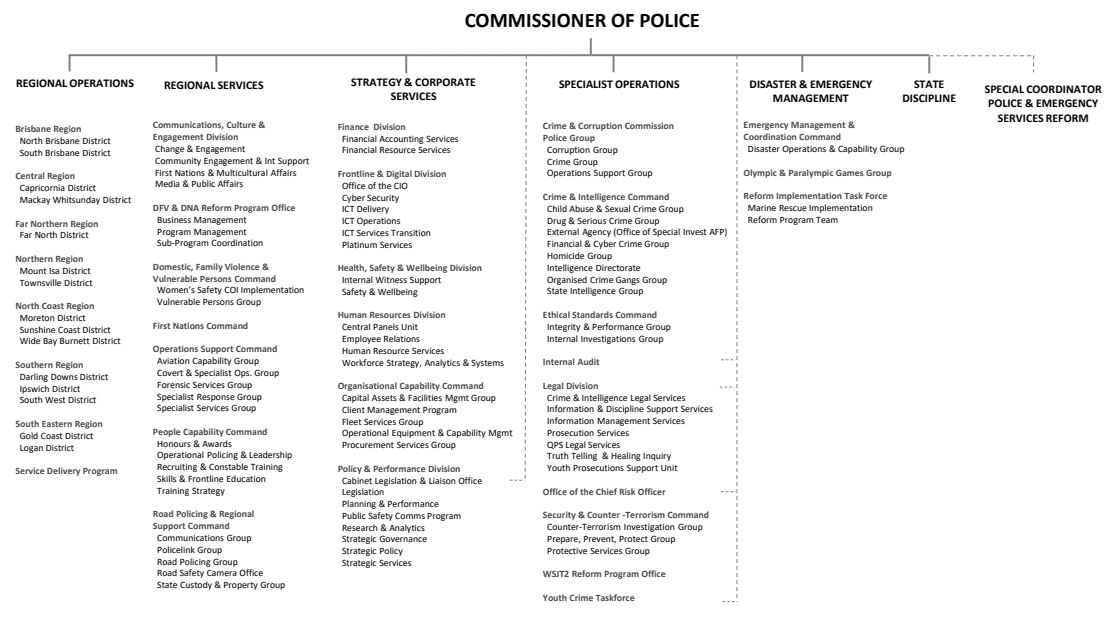 COMMISSIONER OF POLICE
REGIONAL OPERATIONS
Brisbane Region
North Brisbane District
South Brisbane District
Central Region
Capricornia District
Mackay Whitsunday District
Far Northern Region
Far North District
Northern Region
Mount Isa District
Townsville District
North Coast Region
Moreton District
Sunshine Coast District
Wide Bay Burnett District
Southern Region
Darling Downs District
Ipswich District
South West District
South Eastern Region
Gold Coast District
Logan District
Service Delivery Program
REGIONAL SERVICES
Communications, Culture &
Engagement Division
Change & Engagement
Community Engagement & Int Support
First Nations & Multicultural Affairs
Media & Public Affairs
DFV & DNA Reform Program Office
Business Management
Program Management
Sub-Program Coordination
Domestic, Family Violence &
Vulnerable Persons Command
Women's Safety COI Implementation
Vulnerable Persons Group
First Nations Command
Operations Support Command
Aviation Capability Group
Covert & Specialist Ops. Group
Forensic Services Group
Specialist Response Group
Specialist Services Group
People Capability Command
Honours & Awards
Operational Policing & Leadership
Recruiting & Constable Training
Skills & Frontline Education
Training Strategy
Road Policing & Regional
Support Command
Communications Group
Policelink Group
Road Policing Group
Road Safety Camera Office
State Custody & Property Group
STRATEGY & CORPORATE
SERVICES
Finance Division
Financial Accounting Services
Financial Resource Services
Frontline & Digital Division
Office of the CIO
Cyber Security
ICT Delivery
ICT Operations
ICT Services Transition
Platinum Services
Health, Safety & Wellbeing Division
Internal Witness Support
Safety & Wellbeing
Human Resources Division
Central Panels Unit
Employee Relations
Human Resource Services
Workforce Strategy, Analytics & Systems
Organisational Capability Command
Capital Assets & Facilities Mgmt Group
Client Management Program
Fleet Services Group
Operational Equipment & Capability Mgmt
Procurement Services Group
Policy & Performance Division
Cabinet Legislation & Liaison Office
Legislation
Planning & Performance
Public Safety Comms Program
Research & Analytics
Strategic Governance
Strategic Policy
Strategic Services
SPECIALIST OPERATIONS
Crime & Corruption Commission
Police Group
Corruption Group
Crime Group
Operations Support Group
Crime & Intelligence Command
Child Abuse & Sexual Crime Group
Drug & Serious Crime Group
External Agency (Office of Special Invest AFP)
Financial & Cyber Crime Group
Homicide Group
Intelligence Directorate
Organised Crime Gangs Group
State Intelligence Group
Ethical Standards Command
Integrity & Performance Group
Internal Investigations Group
Internal Audit
Legal Division
Crime & Intelligence Legal Services
Information & Discipline Support Services
Information Management Services
Prosecution Services
QPS Legal Services
Truth Telling & Healing Inquiry
Youth Prosecutions Support Unit
Office of the Chief Risk Officer
Security & Counter -Terrorism Command
Counter-Terrorism Investigation Group
Prepare, Prevent, Protect Group
Protective Services Group
WSJT2 Reform Program Office
Youth Crime Taskforce
DISASTER & EMERGENCY
MANAGEMENT
Emergency Management &
Coordination Command
Disaster Operations & Capability Group
Olympic & Paralympic Games Group
Reform Implementation Task Force
Marine Rescue Implementation
Reform Program Team
STATE
DISCIPLINE
SPECIAL COORDINATOR
POLICE & EMERGENCY
SERVICES REFORM